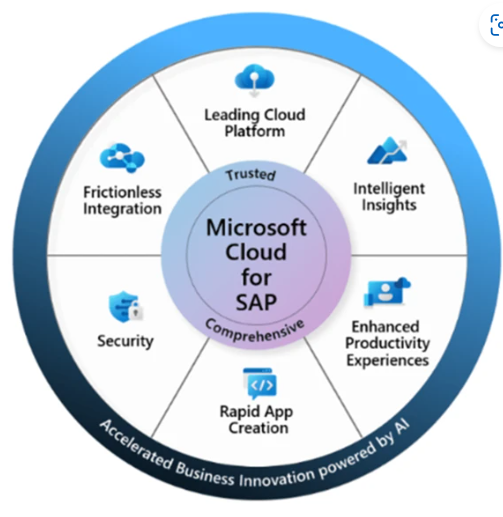 Leading Cloud
Platform
Frictionless
Integration
Intelligent
Insights
Trusted
Microsoft
Cloud
for
SAP
Comprehensive
Security
Enhanced
Productivity
Experiences
Rapid App
Creation
Accelerated Business Innovation powered by AI